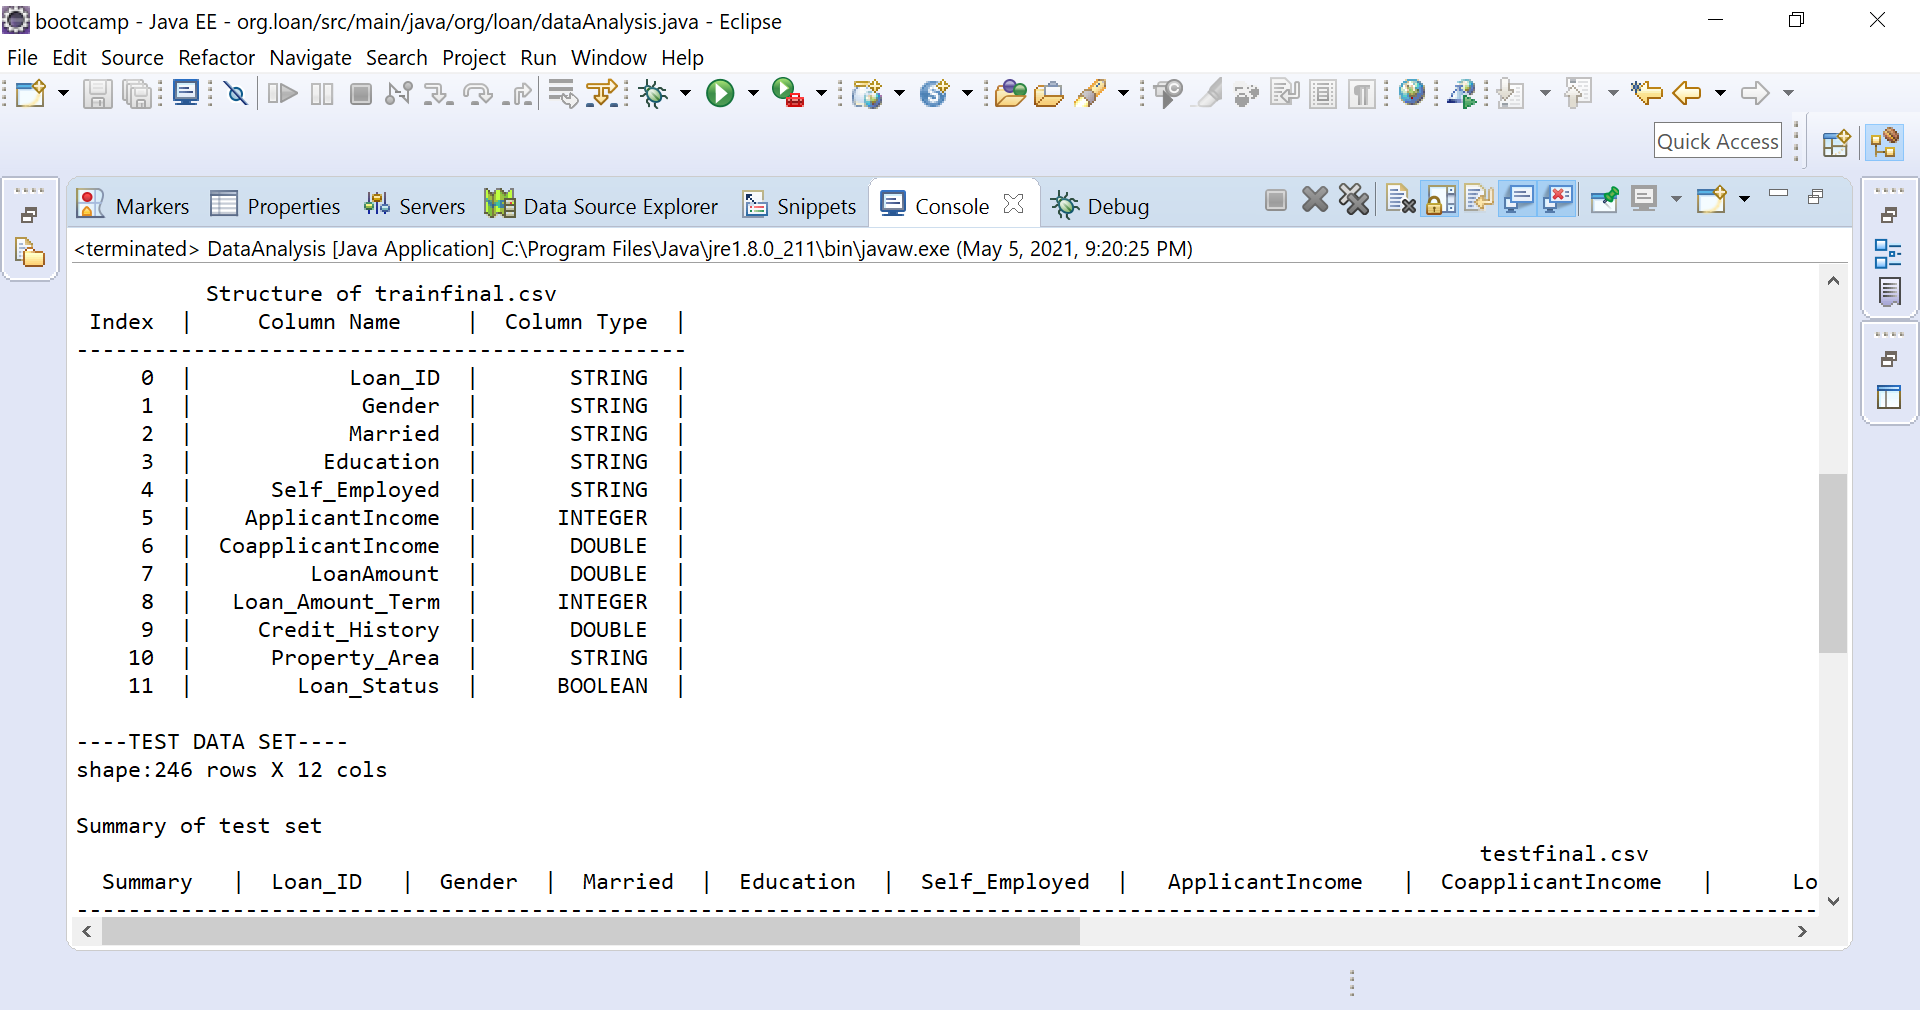 bootcamp - Java EE - org.loan/src/main/java/org/loan/dataAnalysis.java - Eclipse
File Edit Source Refactor Navigate Search Project Run Window Help
Quick Access
Markers Properties Servers Data Source Explorer Snippets Console Debug
<terminated> DataAnalysis [Java Application] C:\Program Files\Java\jre1.8.0_211\bin\javaw.exe (May 5, 2021, 9:20:25 PM)
Structure of trainfinal.csv
Index | Column Name | Column Type |
-----------------------------------------------
0 | Loan_ID | STRING |
1 | Gender | STRING |
2 | Married | STRING |
3 | Education | STRING |
4 | Self_Employed | STRING |
5 | ApplicantIncome | INTEGER |
6 | CoapplicantIncome | DOUBLE |
7 | LoanAmount | DOUBLE |
8 | Loan_Amount_Term | INTEGER |
9 | Credit_History | DOUBLE |
10 | Property_Area | STRING |
11 | Loan_Status | BOOLEAN |
----TEST DATA SET----
shape:246 rows X 12 cols
Summary of test set
testfinal.csv
Summary | Loan_ID | Gender | Married | Education | Self_Employed | ApplicantIncome | CoapplicantIncome | Lo
---------------------------------------------------------------------------------------------------------------------------------------